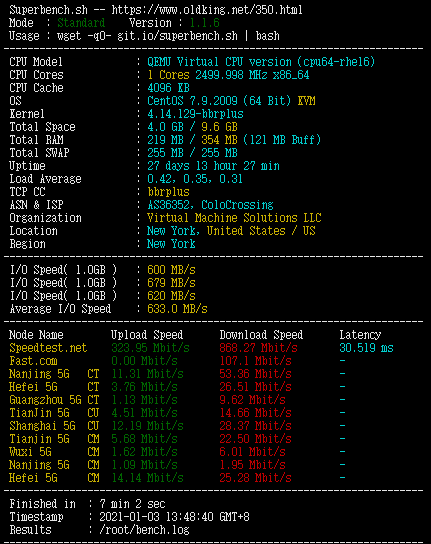 Superbench.sh -- https://www.oldking.net/350.html
Mode : Standard Version : 1.1.6
Usage : wget -qO- git.io/superbench.sh | bash
----------------------------------------------------------------------
CPU Model : QEMU Virtual CPU version (cpu64-rhel6)
CPU Cores : 1 Cores 2499.998 MHz x86_64
CPU Cache : 4096 KB
OS : CentOS 7.9.2009 (64 Bit) KVM
Kernel : 4.14.129-bbrplus
Total Space : 4.0 GB / 9.6 GB
Total RAM : 219 MB / 354 MB (121 MB Buff)
Total SWAP : 255 MB / 255 MB
Uptime : 27 days 13 hour 27 min
Load Average : 0.42, 0.35, 0.31
TCP CC : bbrplus
ASN & ISP : AS36352, ColoCrossing
Organization : Virtual Machine Solutions LLC
Location : New York, United States / US
Region : New York
----------------------------------------------------------------------
I/O Speed( 1.0GB ) : 600 MB/s
I/O Speed( 1.0GB ) : 679 MB/s
I/O Speed( 1.0GB ) : 620 MB/s
Average I/O Speed : 633.0 MB/s
----------------------------------------------------------------------
Node Name Upload Speed Download Speed Latency
Speedtest.net 323.95 Mbit/s 868.27 Mbit/s 30.519 ms
Fast.com 0.00 Mbit/s 107.1 Mbit/s -
Nanjing 5G CT 11.31 Mbit/s 53.36 Mbit/s -
Hefei 5G CT 3.76 Mbit/s 26.51 Mbit/s -
Guangzhou 5G CT 1.13 Mbit/s 9.62 Mbit/s -
TianJin 5G CU 4.51 Mbit/s 14.66 Mbit/s -
Shanghai 5G CU 12.19 Mbit/s 28.37 Mbit/s -
Tianjin 5G CM 5.68 Mbit/s 22.50 Mbit/s -
Wuxi 5G CM 1.62 Mbit/s 6.01 Mbit/s -
Nanjing 5G CM 1.09 Mbit/s 1.95 Mbit/s -
Hefei 5G CM 14.14 Mbit/s 25.28 Mbit/s -
----------------------------------------------------------------------
Finished in : 7 min 2 sec
Timestamp : 2021-01-03 13:48:40 GMT+8
Results : /root/bench.log
----------------------------------------------------------------------